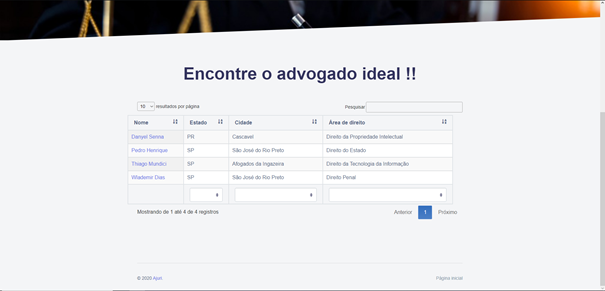 Encontre o advogado ideal !!
10 resultados por página Pesquisar
Nome Estado Cidade Área de direito
Danyel Senna PR Cascavel Direito da Propriedade Intelectual
Pedro Henrique SP São José do Rio Preto Direito do Estado
Thiago Mundici SP Afogados da Ingazeira Direito da Tecnologia da Informação
Wlademir Dias SP São José do Rio Preto Direito Penal
Mostrando de 1 até 4 de 4 registros Anterior 1 Próximo
© 2020 Ajuri. Página inicial